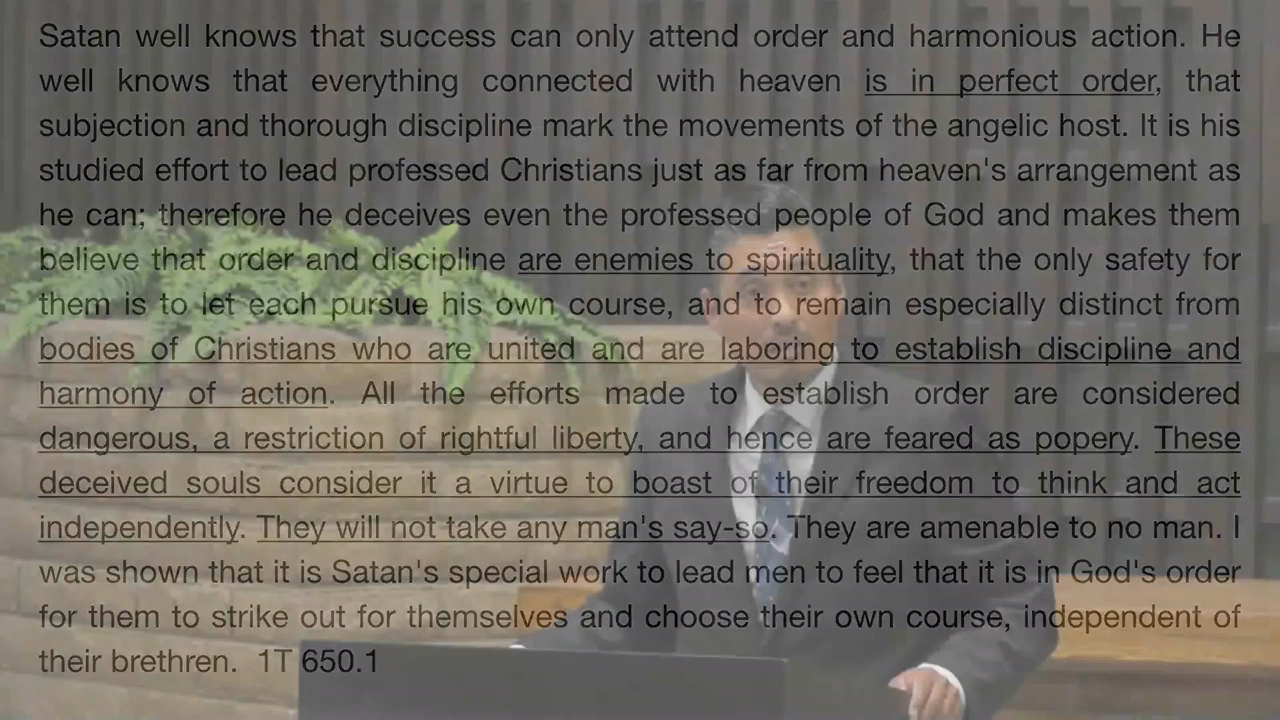 Satan well knows that success can only attend order and harmonious action. He
well knows that everything connected with heaven is in perfect order, that
subjection and thorough discipline mark the movements of the angelic host. It is his
studied effort to lead professed Christians just as far from heaven's arrangement as
he can; therefore he deceives even the professed people of God and makes them
believe that order and discipline are enemies to spirituality, that the only safety for
them is to let each pursue his own course, and to remain especially distinct from
bodies of Christians who are united and are laboring to establish discipline and
harmony of action. All the efforts made to establish order are considered
dangerous, a restriction of rightful liberty, and hence are feared as popery. These
deceived souls consider it a virtue to boast of their freedom to think and act
independently. They will not take any man's say-so. They are amenable to no man. I
was shown that it is Satan's special work to lead men to feel that it is in God's order
for them to strike out for themselves and choose their own course, independent of
their brethren. 1T 650.1